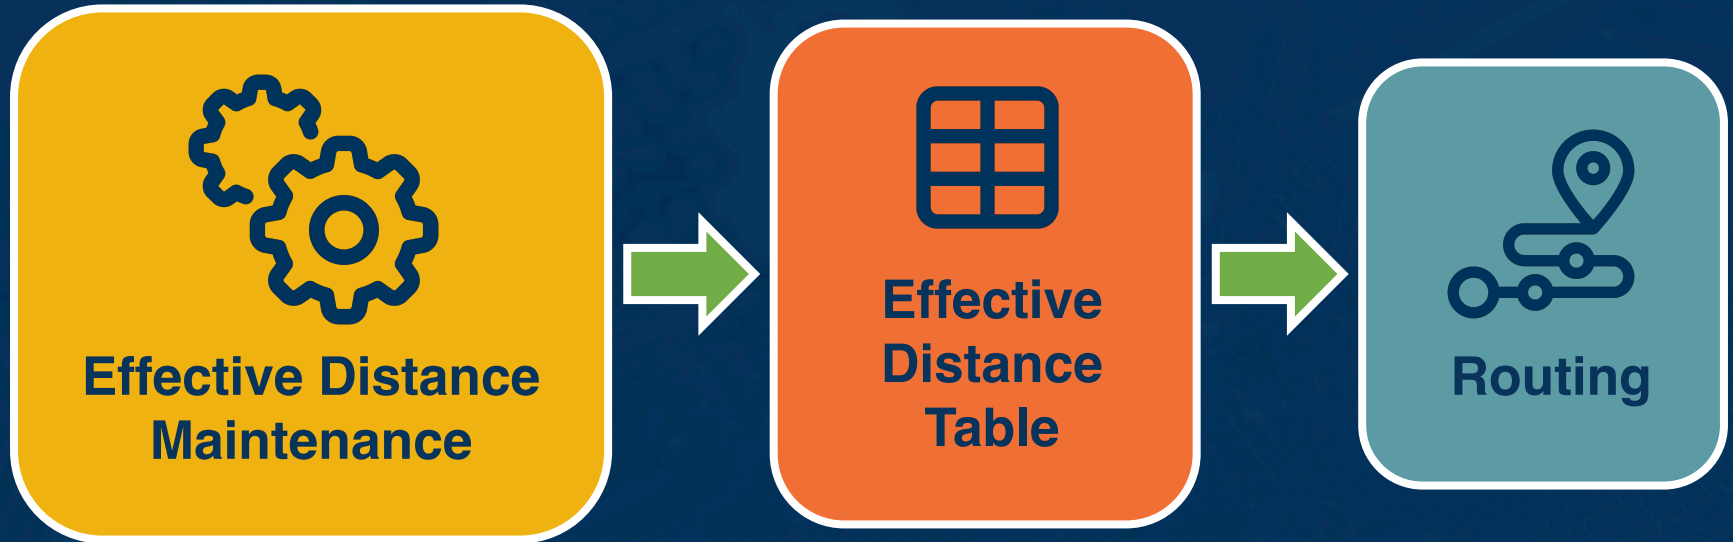 Effective Distance
Maintenance
Effective
Distance
Table
Routing